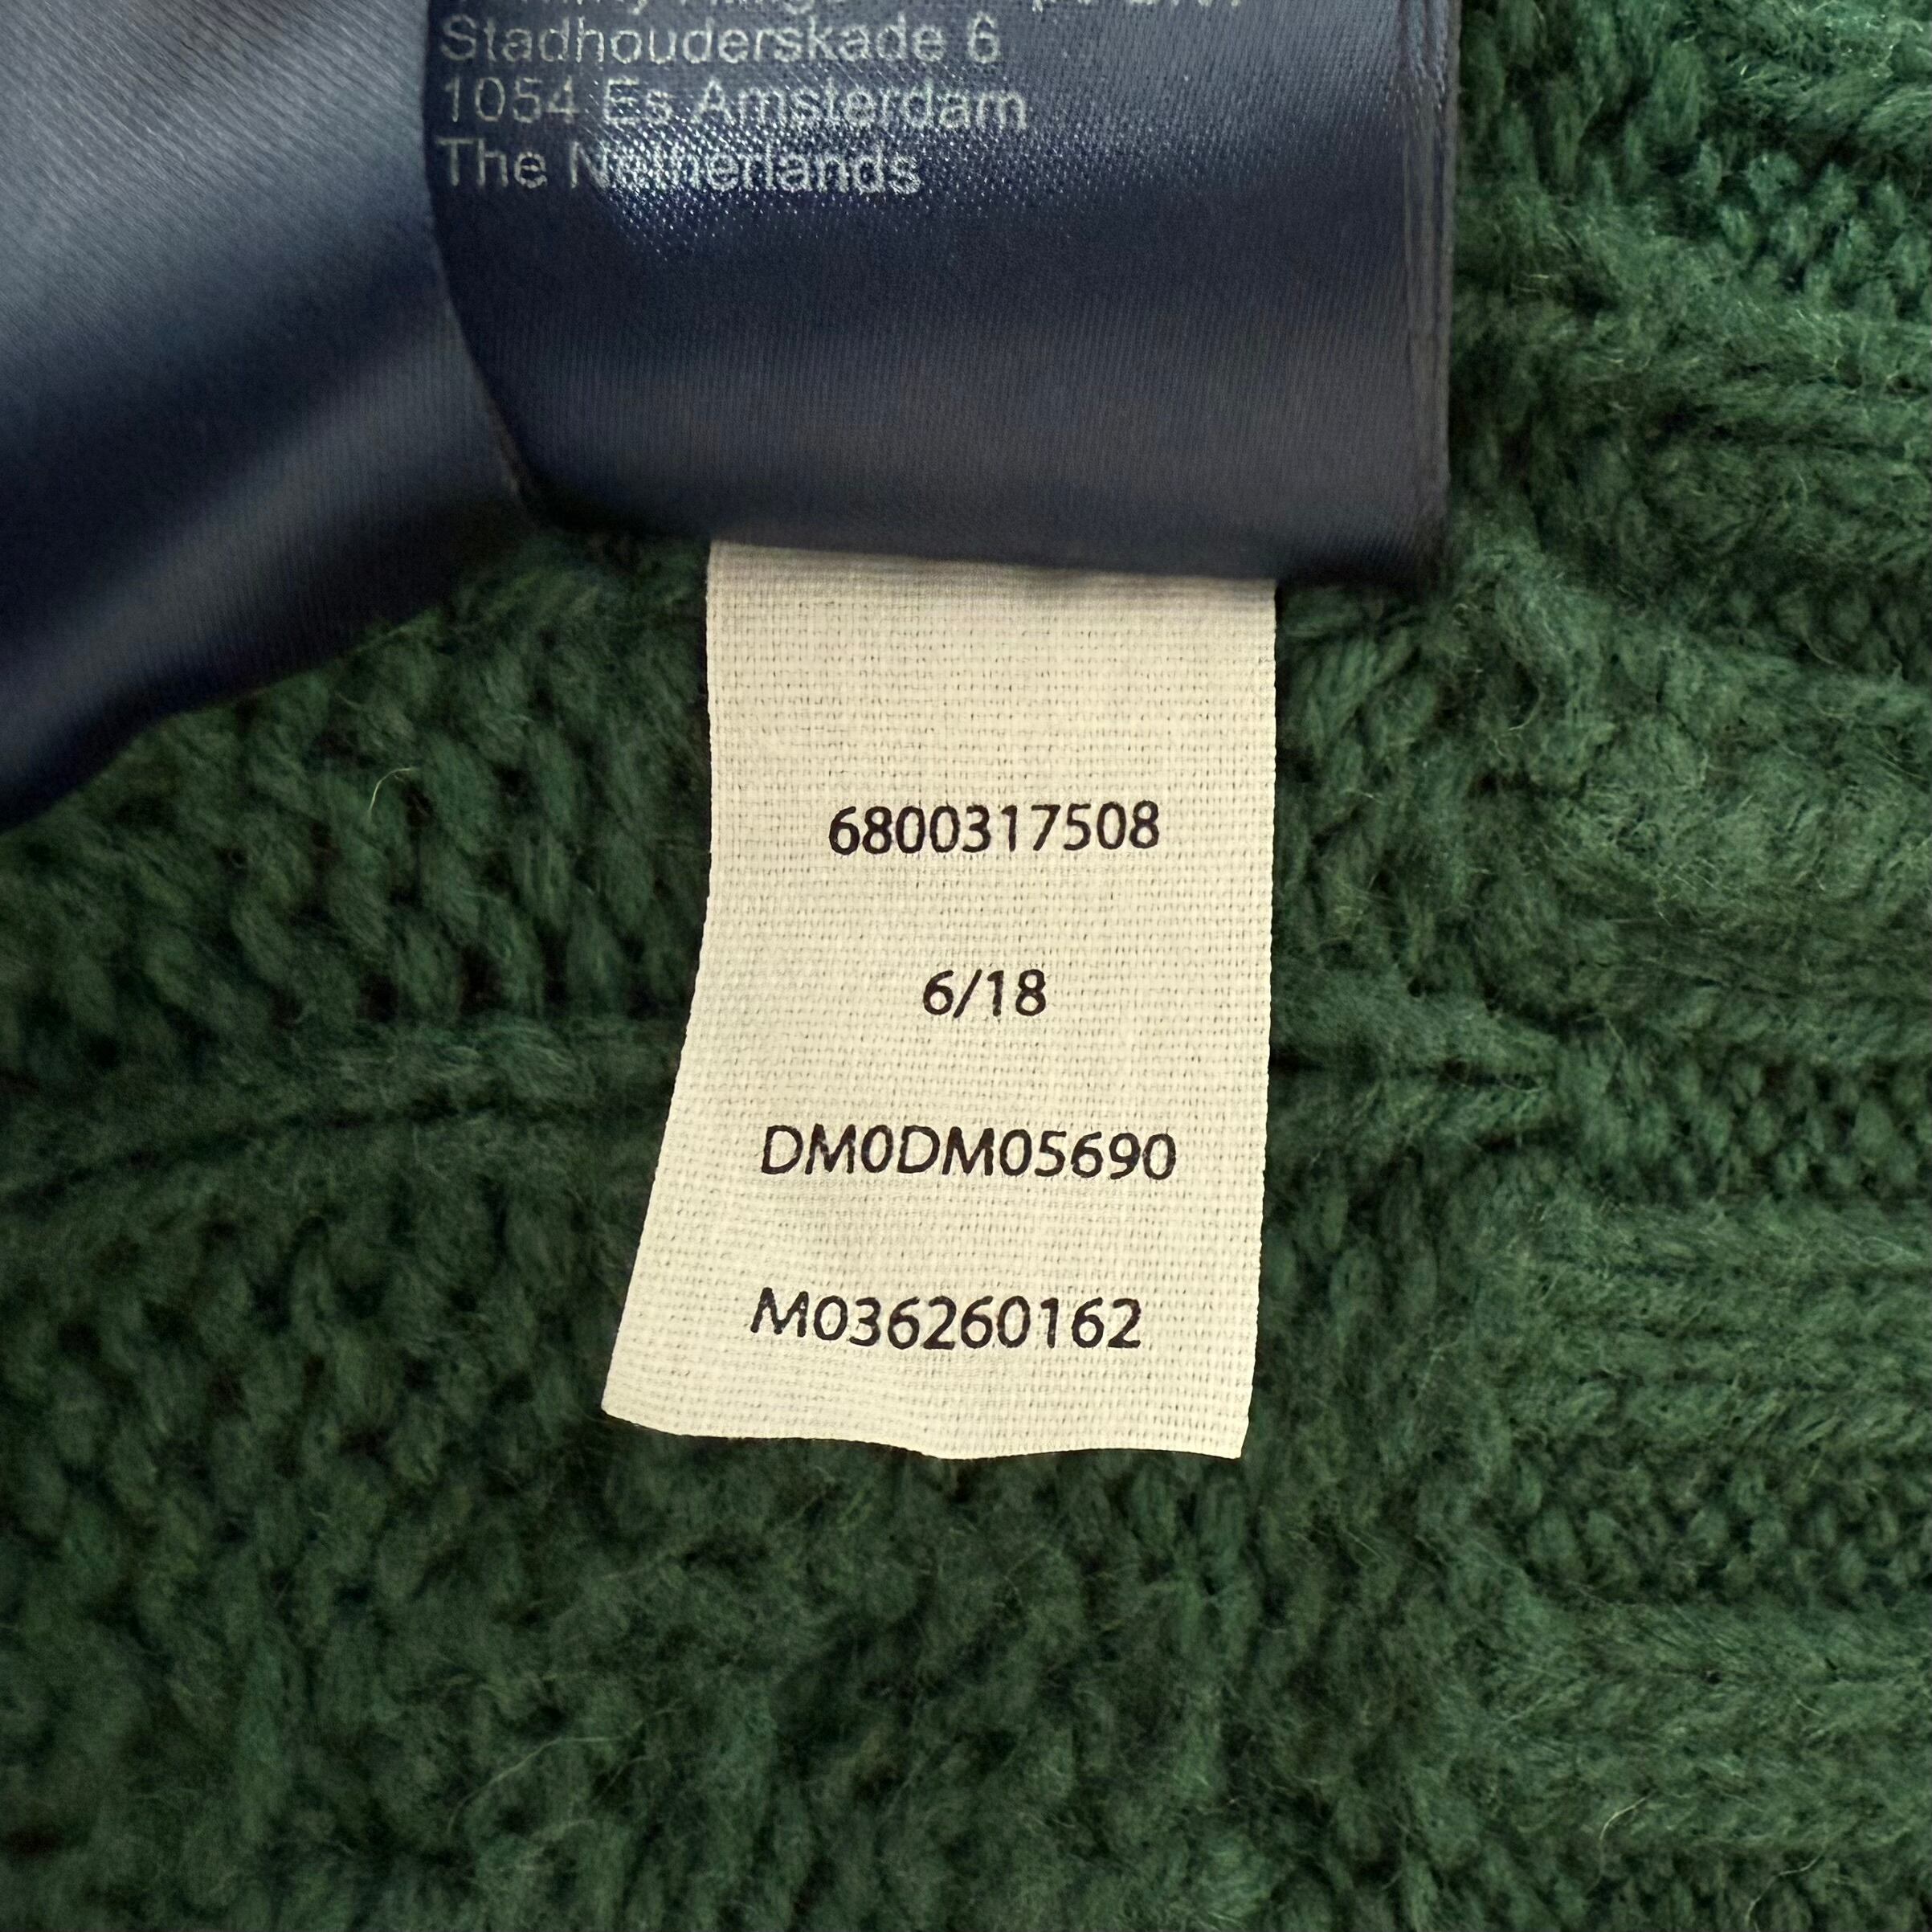 Stadhouderskade 6
1054 Es Amsterdam
The Netherlands
6800317508
6/18
DM0DM05690
M036260162